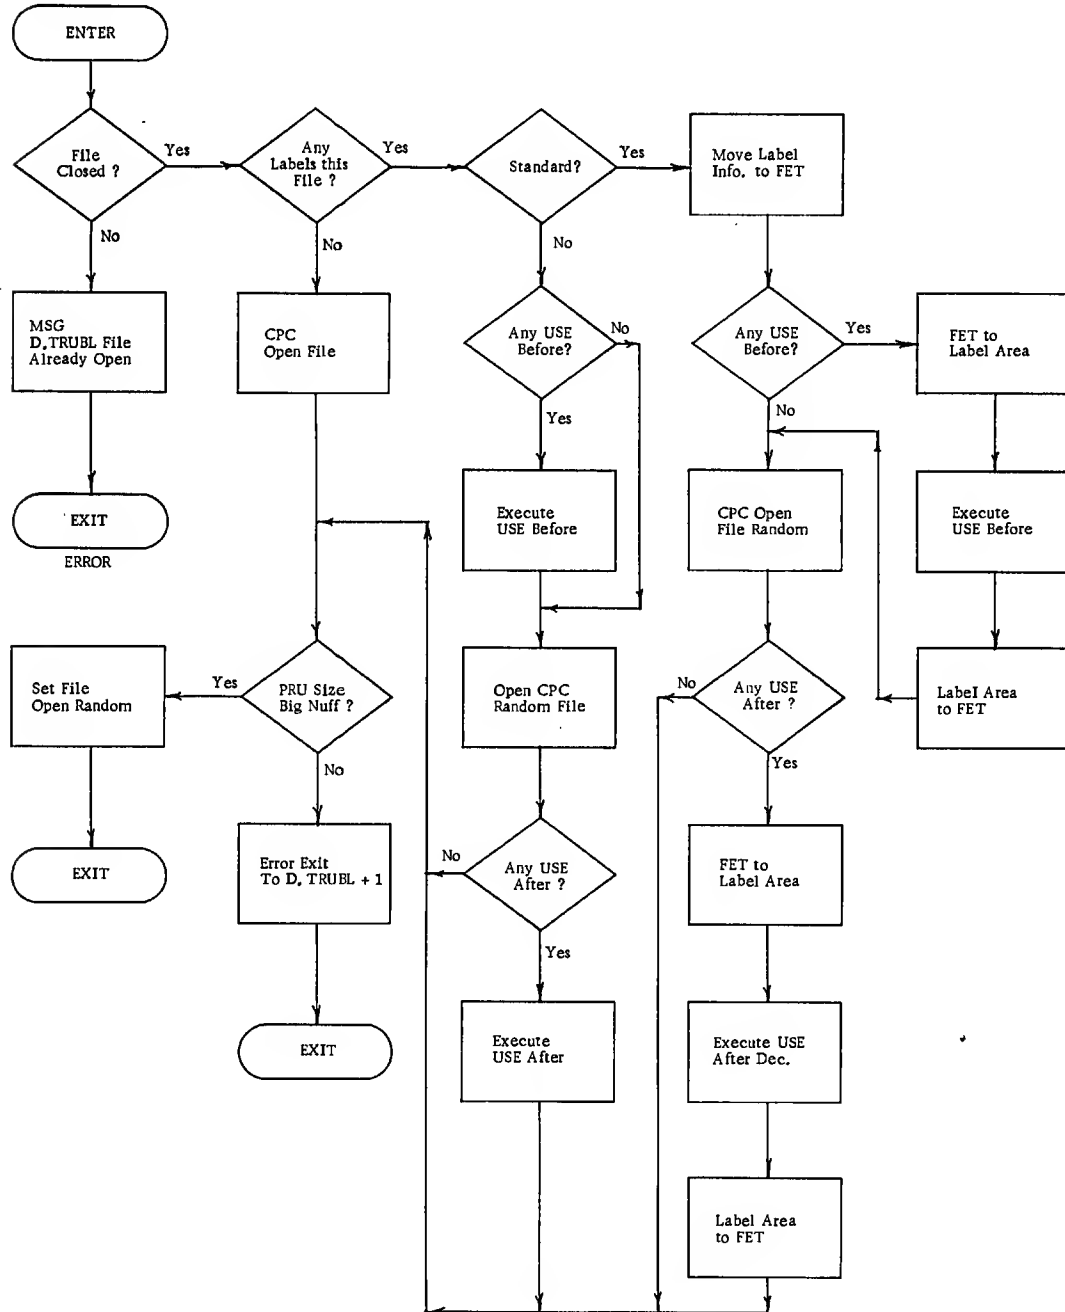 ENTER
File
Closed ?
Yes
No
Any
Labels this
File ?
Yes
No
Standard?
Yes
No
Move Label
Info. to FET
MSG
D.TRUBL File
Already Open
CPC
Open File
Any USE
Before?
No
Yes
Any USE
Before?
Yes
No
FET to
Label Area
EXIT
ERROR
Execute
USE Before
CPC Open
File Random
Execute
USE Before
Set File
Open Random
Yes
PRU Size
Big Nuff ?
No
Open CPC
Random File
No
Any USE
After ?
Yes
Label Area
to FET
EXIT
Error Exit
To D. TRUBL + 1
No
Any USE
After ?
Yes
FET to
Label Area
EXIT
Execute
USE After
Execute USE
After Dec.
Label Area
to FET